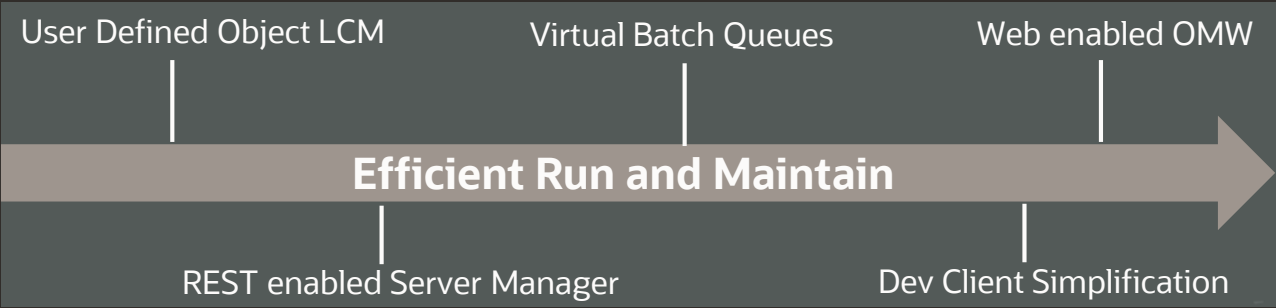 User Defined Object LCM
Virtual Batch Queues
Web enabled OMW
Efficient Run and Maintain
REST enabled Server Manager
Dev Client Simplification